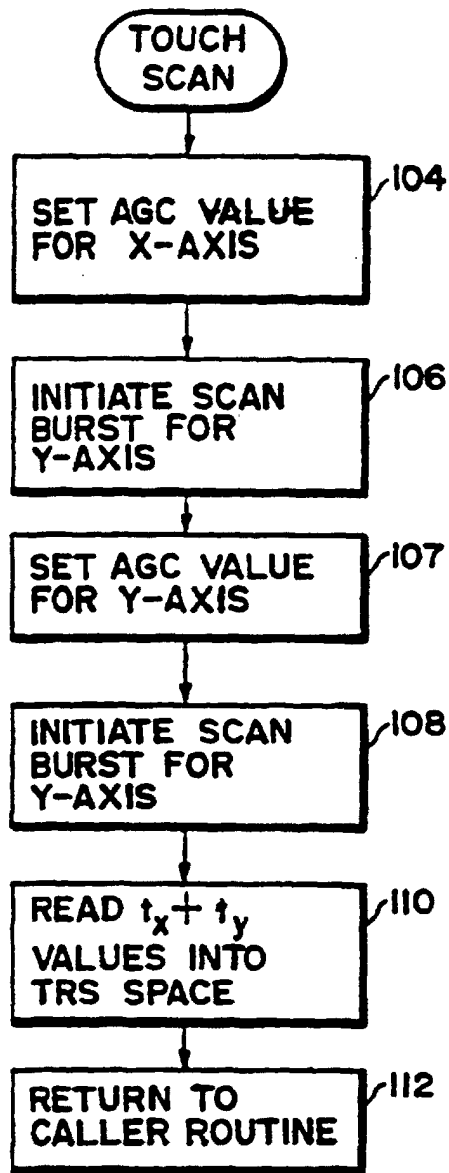 TOUCH
SCAN
104
SET AGC VALUE
FOR X-AXIS
106
INITIATE SCAN
BURST FOR
Y-AXIS
107
SET AGC VALUE
FOR Y-AXIS
108
INITIATE SCAN
BURST FOR
Y-AXIS
110
READ tx + ty
VALUES INTO
TRS SPACE
112
RETURN TO
CALLER ROUTINE